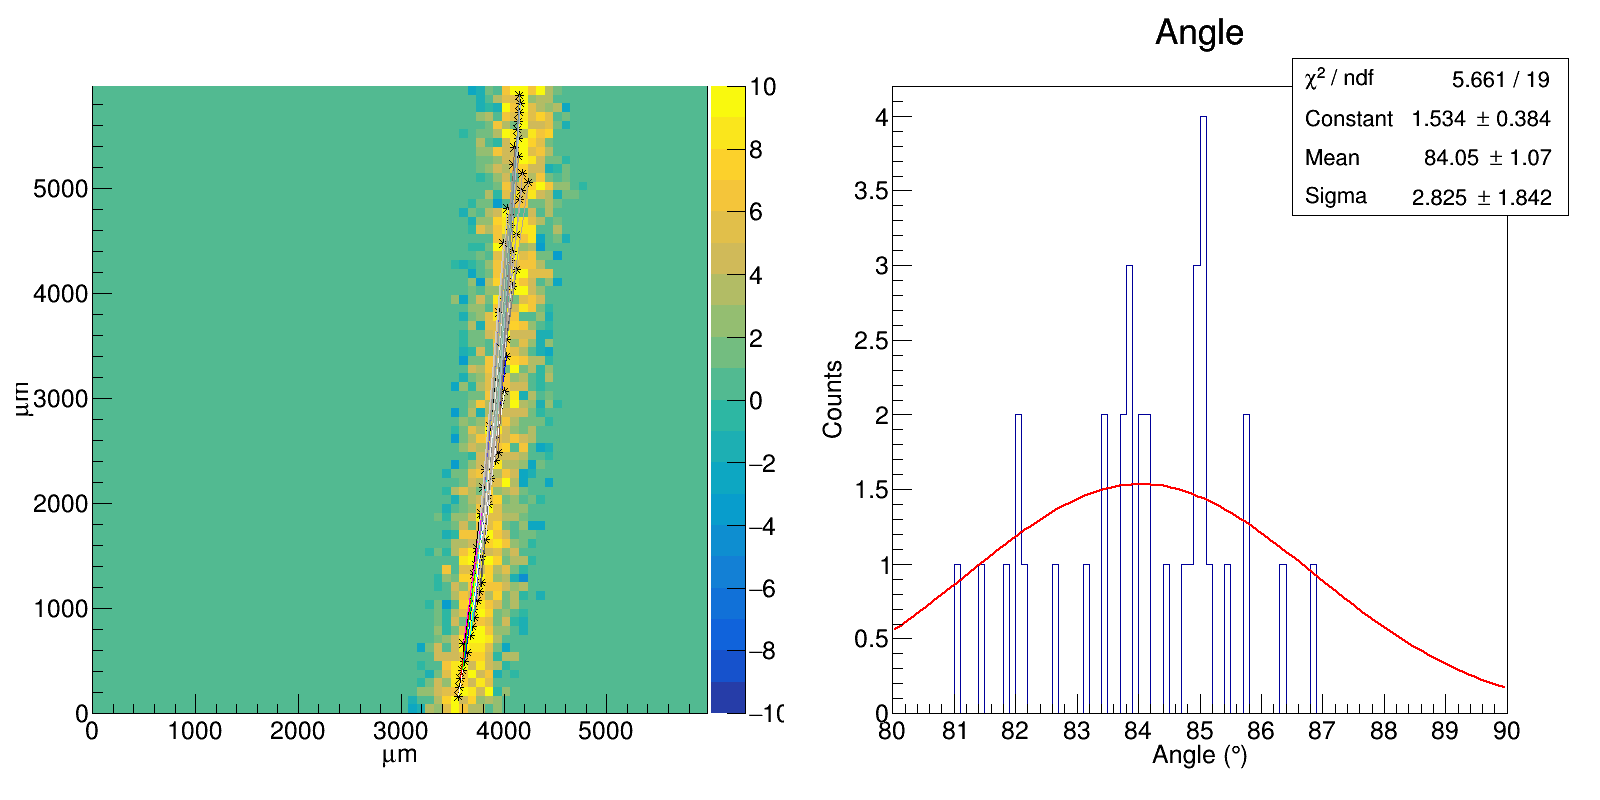 Angle
χ² / ndf 5.661 / 19
Constant 1.534 ± 0.384
Mean 84.05 ± 1.07
Sigma 2.825 ± 1.842
10
8
6
4
2
0
−2
−4
−6
−8
−10
5000
4000
3000
2000
1000
0
μm
0 1000 2000 3000 4000 5000
μm
4
3.5
3
2.5
2
1.5
1
0.5
0
Counts
80 81 82 83 84 85 86 87 88 89 90
Angle (°)